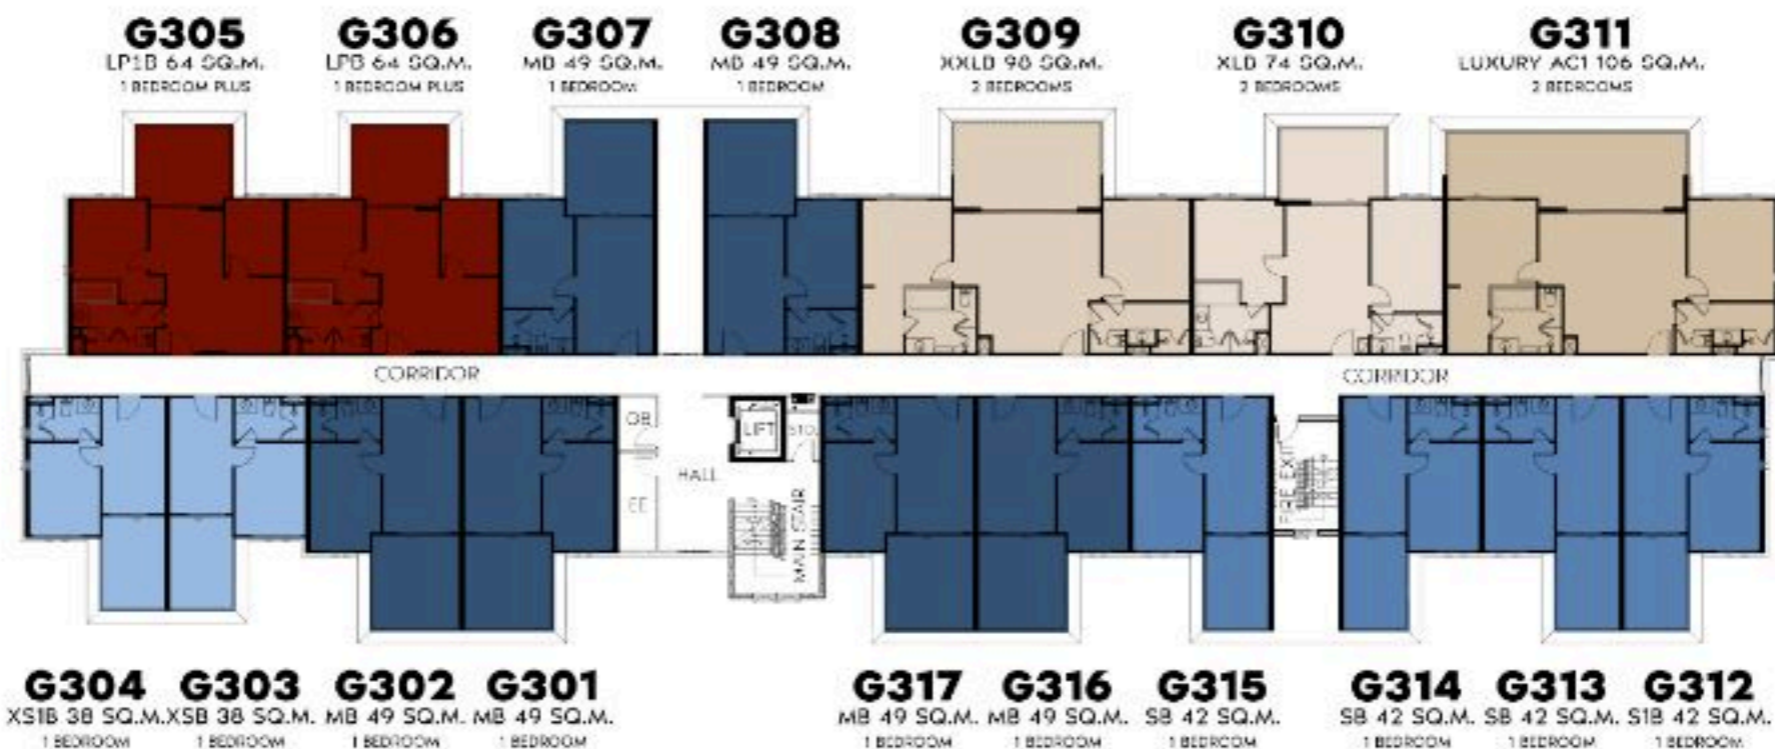 G305 G306 G307 G308 G309 G310 G311
LP1B 64 SQ.M. LPB 64 SQ.M. MB 49 SQ.M. MB 49 SQ.M. XXLB 98 SQ.M. XLB 74 SQ.M. LUXURY AC1 106 SQ.M.
1 BEDROOM PLUS 1 BEDROOM PLUS 1 BEDROOM 1 BEDROOM 2 BEDROOMS 2 BEDROOMS 2 BEDROOMS
CORRIDOR CORRIDOR
LIFT STO.
HALL
EE
MAIN STAIR
FIRE EXIT
G304 G303 G302 G301 G317 G316 G315 G314 G313 G312
XS1B 38 SQ.M. XSB 38 SQ.M. MB 49 SQ.M. MB 49 SQ.M. MB 49 SQ.M. MB 49 SQ.M. SB 42 SQ.M. SB 42 SQ.M. SB 42 SQ.M. S1B 42 SQ.M.
1 BEDROOM 1 BEDROOM 1 BEDROOM 1 BEDROOM 1 BEDROOM 1 BEDROOM 1 BEDROOM 1 BEDROOM 1 BEDROOM 1 BEDROOM